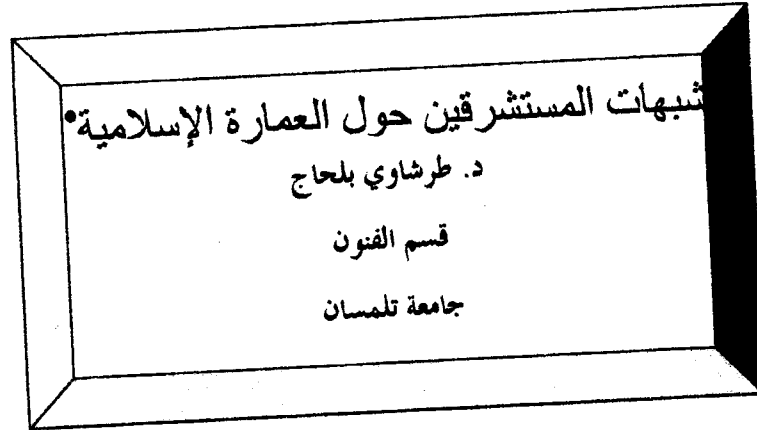 شبهات المستشرقين حول العمارة الإسلامية•
د. طرشاوي بلحاج
قسم الفنون
جامعة تلمسان